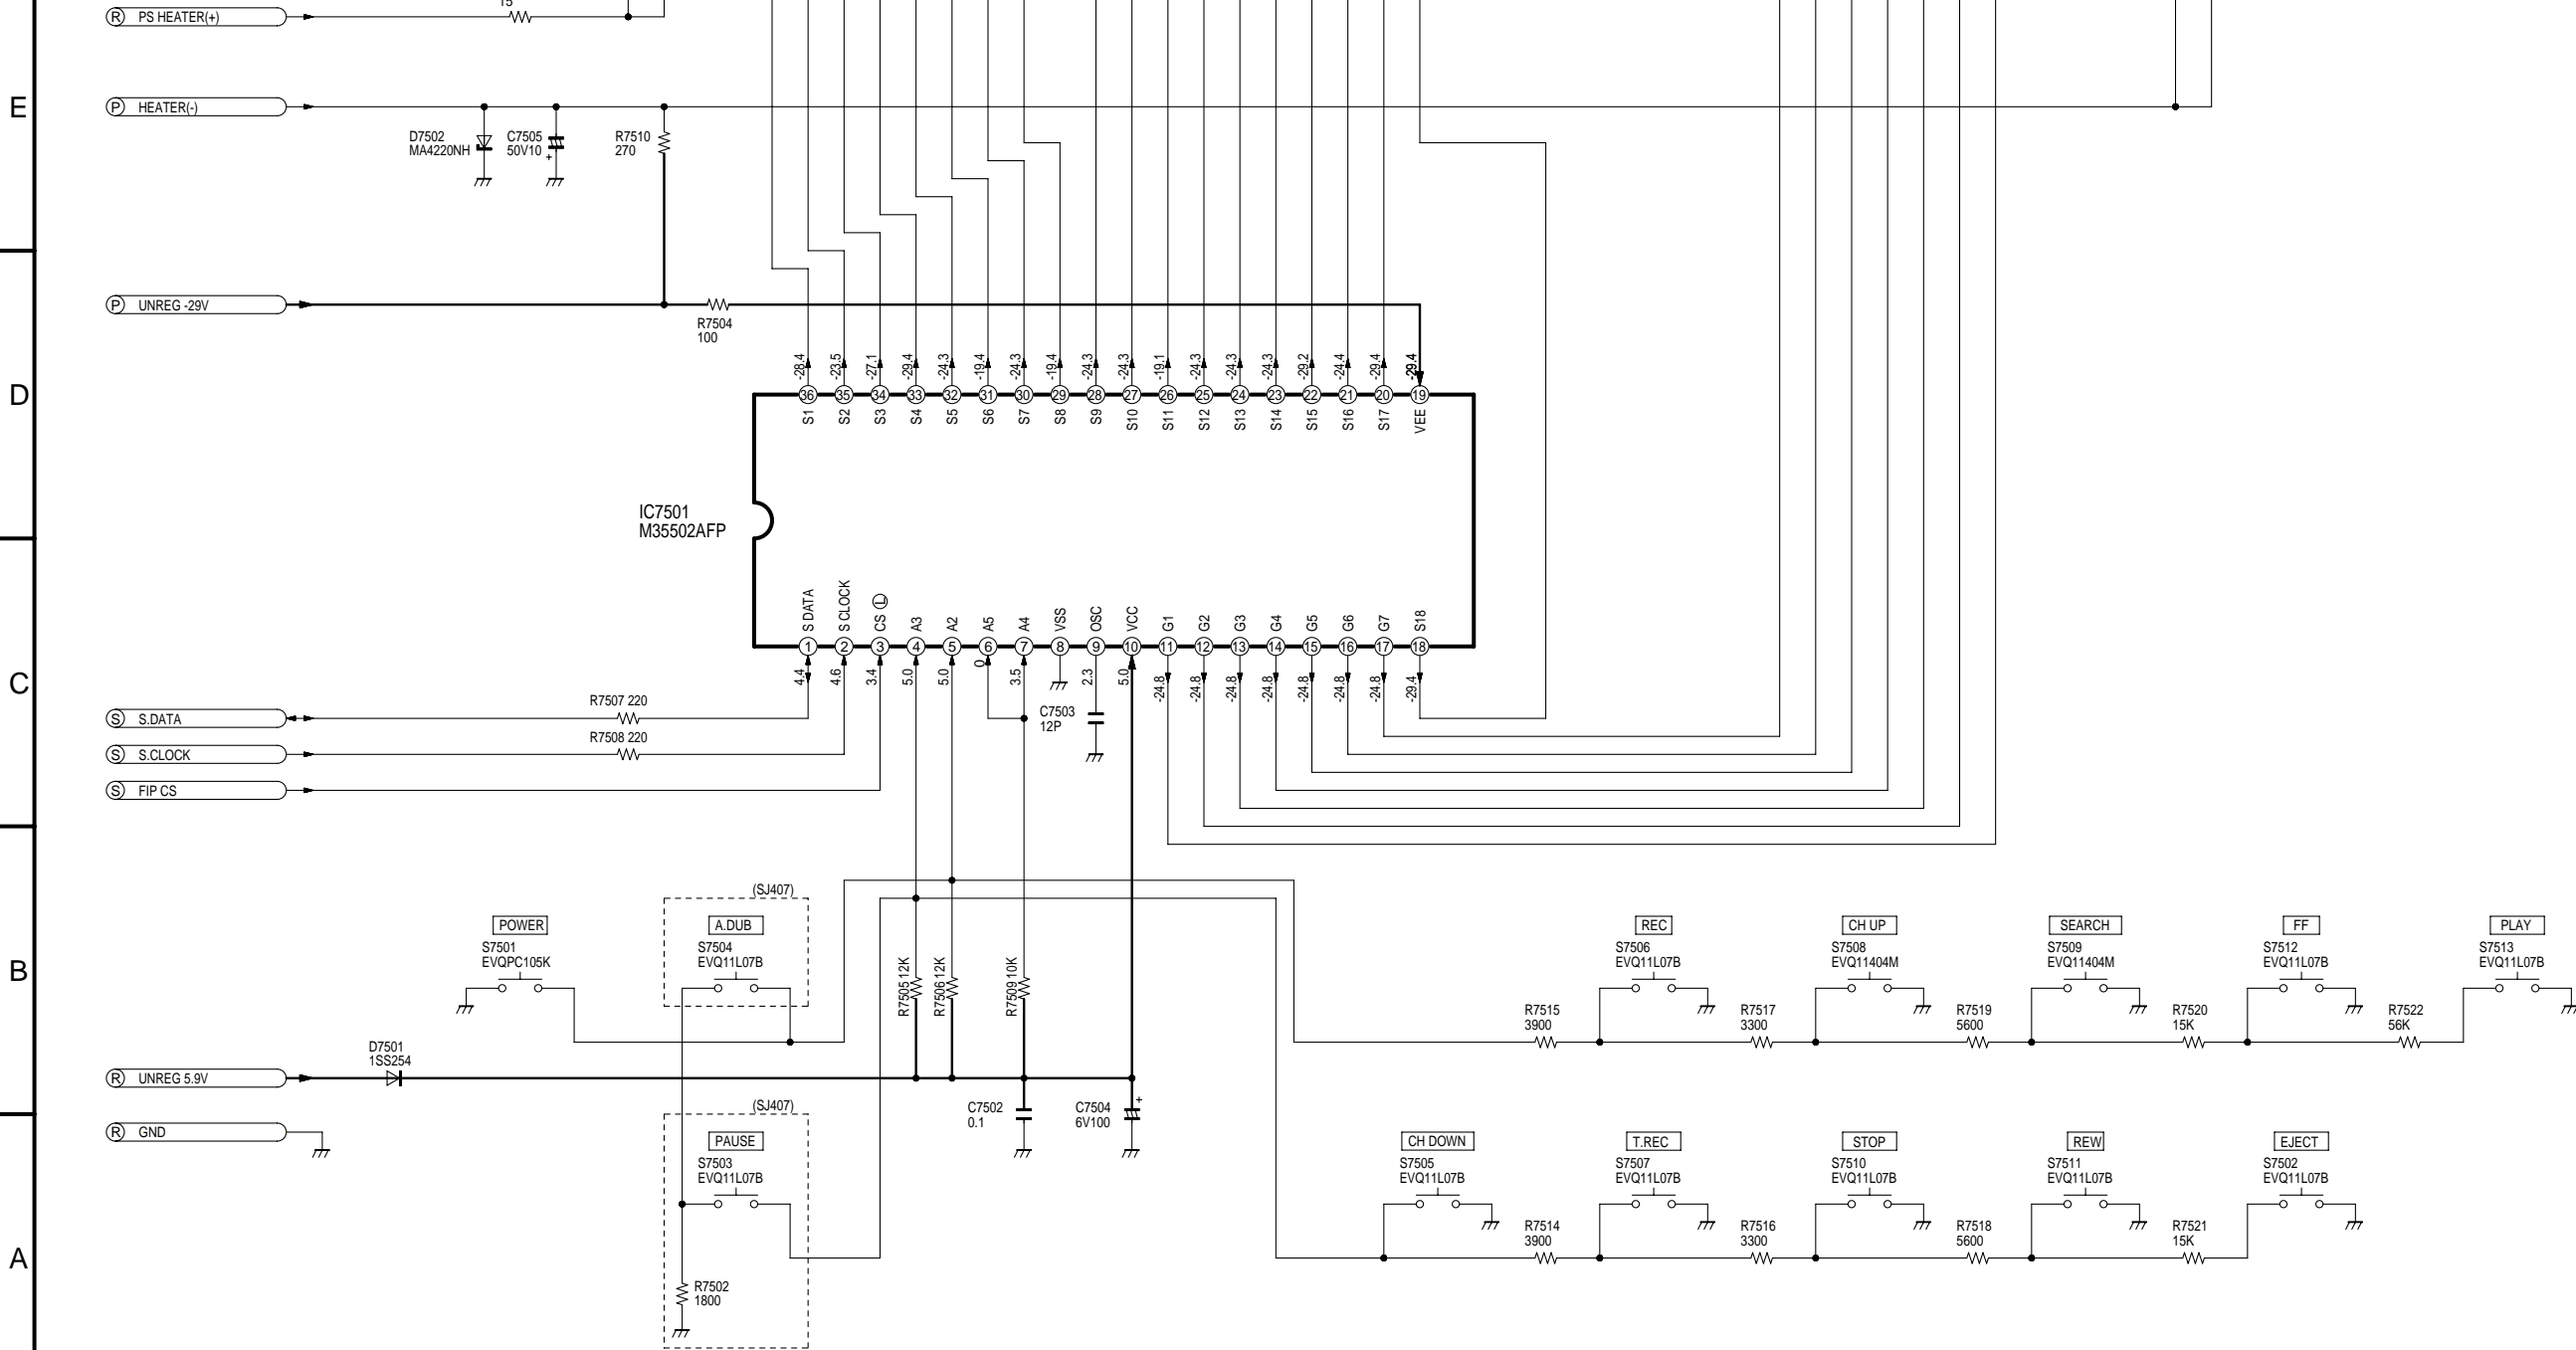 15
R PS HEATER(+)
E
P HEATER(-)
D7502
MA4220NH
C7505
50V10
+
R7510
270
P UNREG -29V
R7504
100
D
-28.4 -23.5 -27.1 -29.4 -24.3 -19.4 -24.3 -19.4 -24.3 -24.3 -19.1 -24.3 -24.3 -24.3 -29.2 -24.4 -29.4 -29.4
36 35 34 33 32 31 30 29 28 27 26 25 24 23 22 21 20 19
S1 S2 S3 S4 S5 S6 S7 S8 S9 S10 S11 S12 S13 S14 S15 S16 S17 VEE
IC7501
M35502AFP
S DATA S CLOCK CS L A3 A2 A5 A4 VSS OSC VCC G1 G2 G3 G4 G5 G6 G7 S18
1 2 3 4 5 6 7 8 9 10 11 12 13 14 15 16 17 18
4.4 4.6 3.4 5.0 5.0 0 3.5 2.3 5.0 -24.8 -24.8 -24.8 -24.8 -24.8 -24.8 -24.8 -29.4
C
R7507 220
S S.DATA
C7503
12P
R7508 220
S S.CLOCK
S FIP CS
(SJ407)
POWER
S7501
EVQPC105K
A.DUB
S7504
EVQ11L07B
R7505 12K
R7506 12K
R7509 10K
REC
S7506
EVQ11L07B
CH UP
S7508
EVQ11404M
SEARCH
S7509
EVQ11404M
FF
S7512
EVQ11L07B
PLAY
S7513
EVQ11L07B
B
R7515
3900
R7517
3300
R7519
5600
R7520
15K
R7522
56K
D7501
1SS254
R UNREG 5.9V
(SJ407)
C7502
0.1
C7504
6V100
+
R GND
PAUSE
S7503
EVQ11L07B
CH DOWN
S7505
EVQ11L07B
T.REC
S7507
EVQ11L07B
STOP
S7510
EVQ11L07B
REW
S7511
EVQ11L07B
EJECT
S7502
EVQ11L07B
R7514
3900
R7516
3300
R7518
5600
R7521
15K
A
R7502
1800